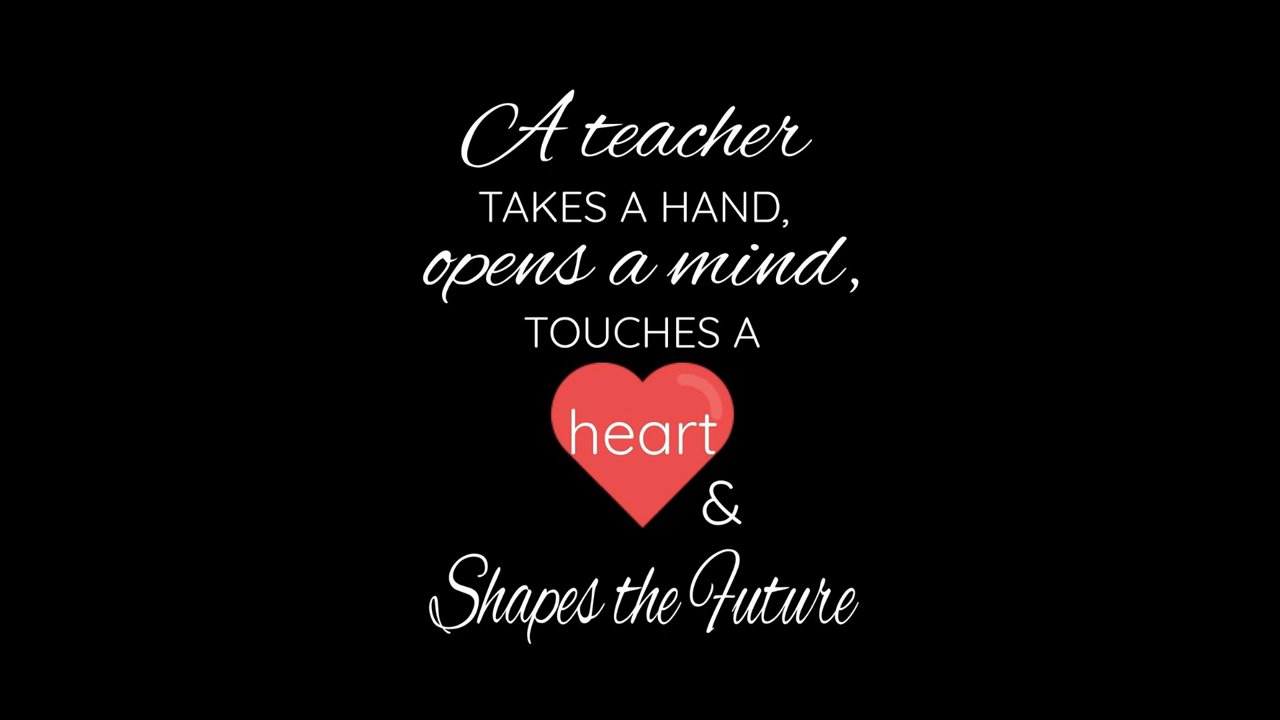 A teacher
TAKES A HAND,
opens a mind,
TOUCHES A
heart
&
Shapes the Future